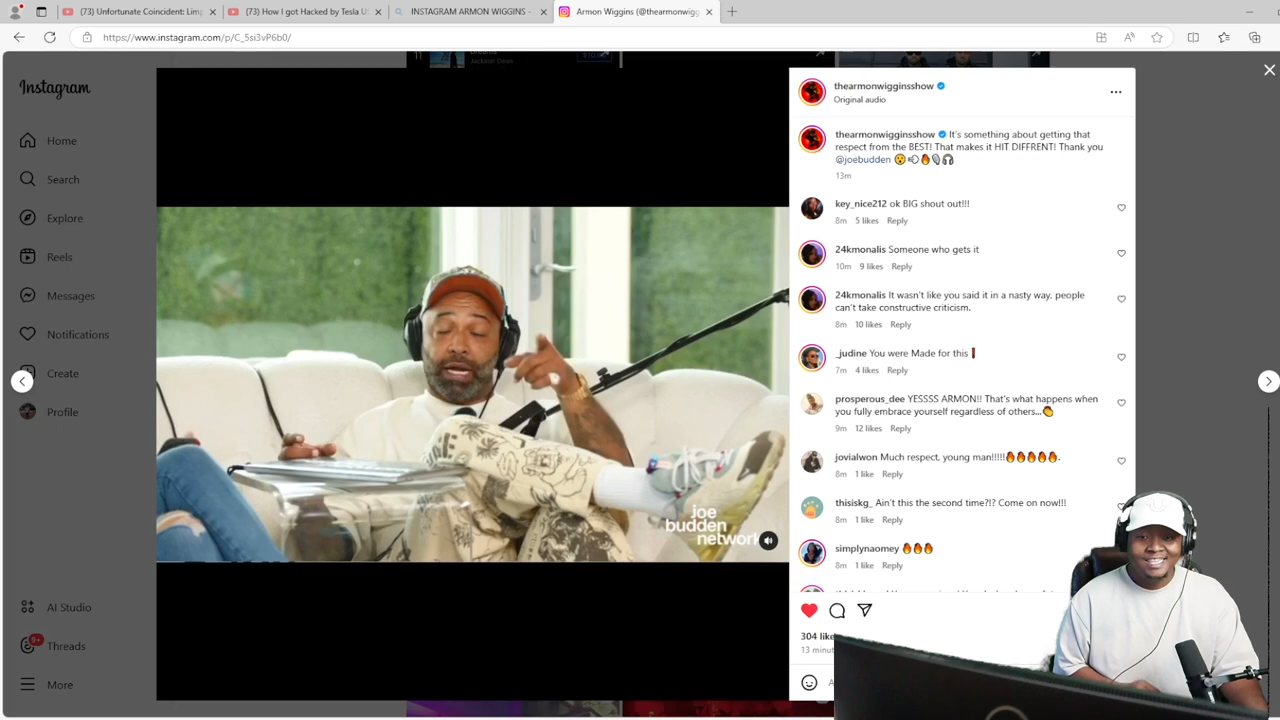 (73) Unfortunate Coincident: Lim
(73) How I got Hacked by Tesla U
INSTAGRAM ARMON WIGGINS -
Armon Wiggins (@thearmonwigg
https://www.instagram.com/p/C_5si3vP6b0/
Instagram
Home
Search
Explore
Reels
Messages
Notifications
Create
Profile
AI Studio
9+
Threads
More
Jackson Dean
joe
budden
network
thearmonwigginsshow
Original audio
thearmonwigginsshow It's something about getting that
respect from the BEST! That makes it HIT DIFFRENT! Thank you
@joebudden 😮💨🔥🎙🎧
13m
key_nice212 ok BIG shout out!!!
8m 5 likes Reply
24kmonalis Someone who gets it
10m 9 likes Reply
24kmonalis It wasn't like you said it in a nasty way, people
can't take constructive criticism.
8m 10 likes Reply
_judine You were Made for this
7m 4 likes Reply
prosperous_dee YESSSS ARMON!! That's what happens when
you fully embrace yourself regardless of others...👏
9m 12 likes Reply
jovialwon Much respect, young man!!!!!🔥🔥🔥🔥🔥.
8m 1 like Reply
thisiskg_ Ain't this the second time?!? Come on now!!!
8m 1 like Reply
simplynaomey 🔥🔥🔥
8m 1 like Reply
304 like
13 minut